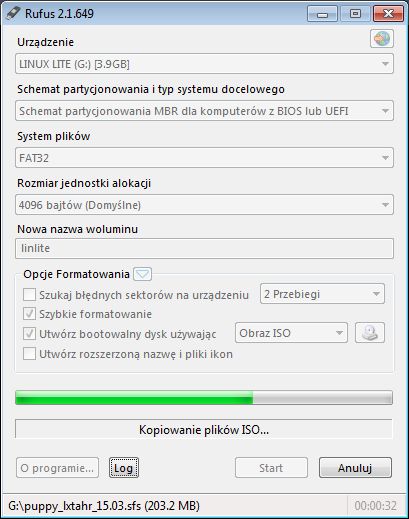 Rufus 2.1.649
Urządzenie
LINUX LITE (G:) [3.9GB]
Schemat partycjonowania i typ systemu docelowego
Schemat partycjonowania MBR dla komputerów z BIOS lub UEFI
System plików
FAT32
Rozmiar jednostki alokacji
4096 bajtów (Domyślne)
Nowa nazwa woluminu
linlite
Opcje Formatowania
Szukaj błędnych sektorów na urządzeniu 2 Przebiegi
Szybkie formatowanie
Utwórz bootowalny dysk używając Obraz ISO
Utwórz rozszerzoną nazwę i pliki ikon
Kopiowanie plików ISO...
O programie... Log Start Anuluj
G:\puppy_lxtahr_15.03.sfs (203.2 MB) 00:00:32